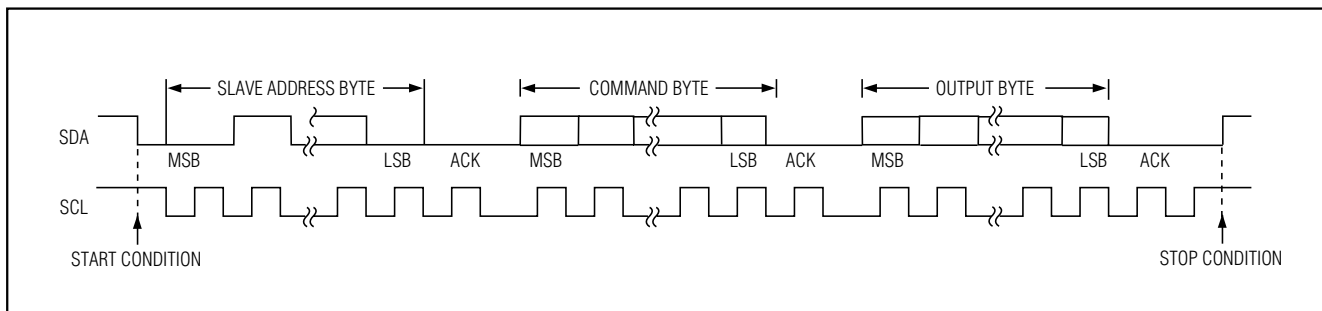 SLAVE ADDRESS BYTE COMMAND BYTE OUTPUT BYTE
SDA
MSB LSB ACK MSB LSB ACK MSB LSB ACK
SCL
START CONDITION STOP CONDITION